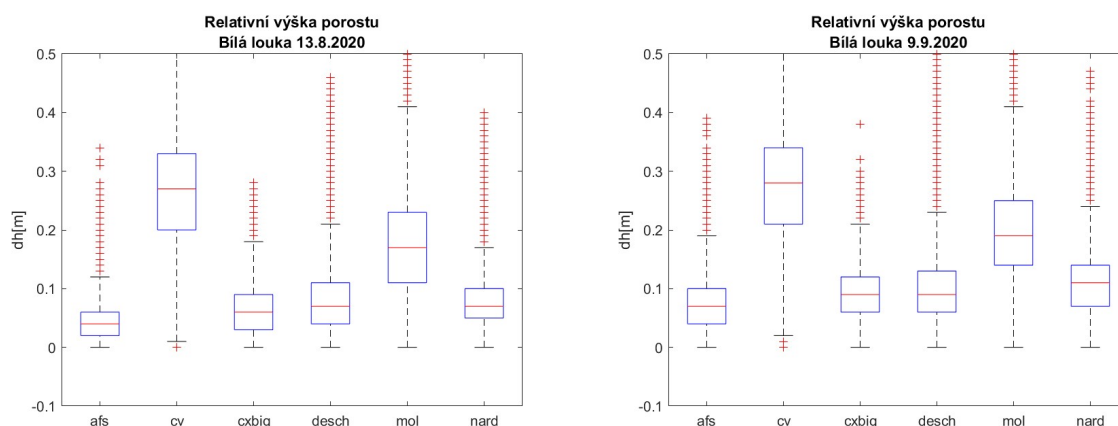 Relativní výška porostu
Bílá louka 13.8.2020
dh[m]
0.5
0.4
0.3
0.2
0.1
0
-0.1
afs cv cxbig desch mol nard
Relativní výška porostu
Bílá louka 9.9.2020
dh[m]
0.5
0.4
0.3
0.2
0.1
0
-0.1
afs cv cxbig desch mol nard